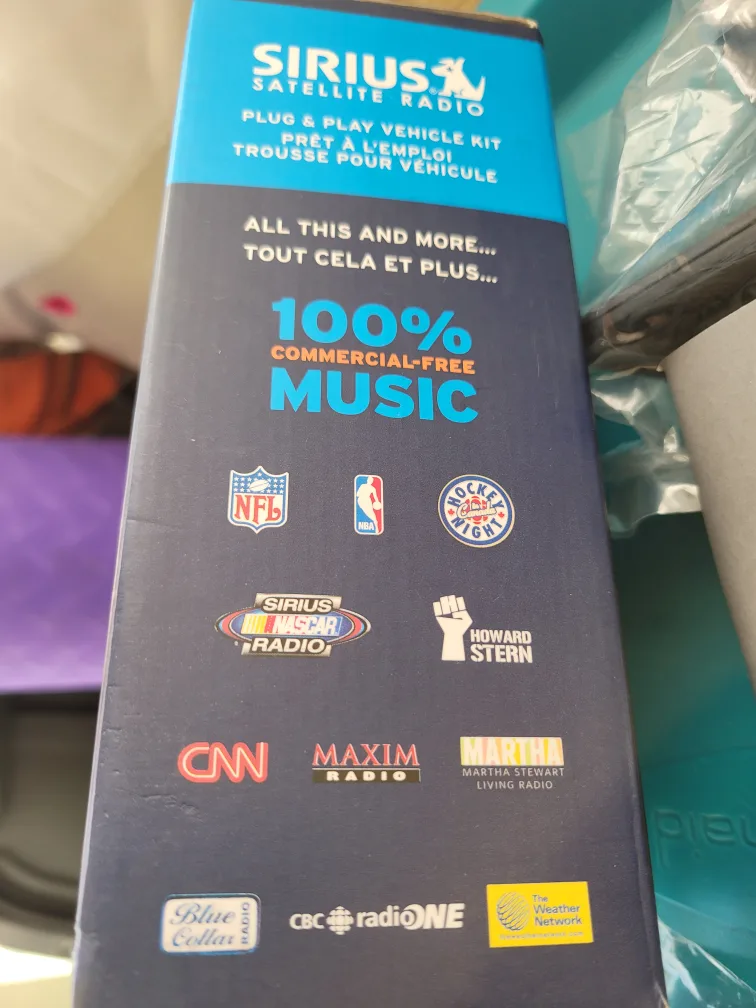 SIRIUS
SATELLITE RADIO
PLUG & PLAY VEHICLE KIT
PRÊT À L'EMPLOI
TROUSSE POUR VÉHICULE
ALL THIS AND MORE...
TOUT CELA ET PLUS...
100%
COMMERCIAL-FREE
MUSIC
NFL
NBA
HOCKEY
Canada
NIGHT
SIRIUS
NASCAR
RADIO
HOWARD
STERN
CNN
MAXIM
RADIO
MARTHA
MARTHA STEWART
LIVING RADIO
Blue
Collar
RADIO
CBC radioONE
The
Weather
Network